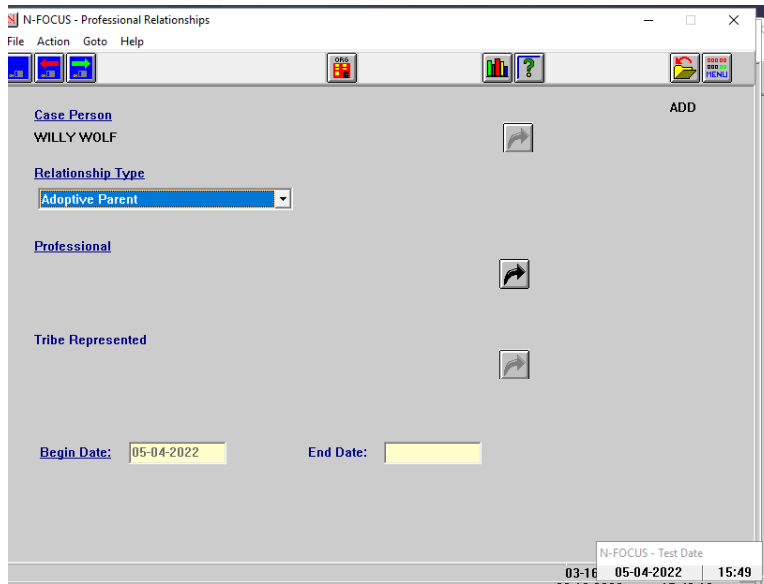 N-FOCUS - Professional Relationships
File Action Goto Help
ORG
MENU
ADD
Case Person
WILLY WOLF
Relationship Type
Adoptive Parent
Professional
Tribe Represented
Begin Date: 05-04-2022 End Date:
N-FOCUS - Test Date
03-16 05-04-2022 15:49